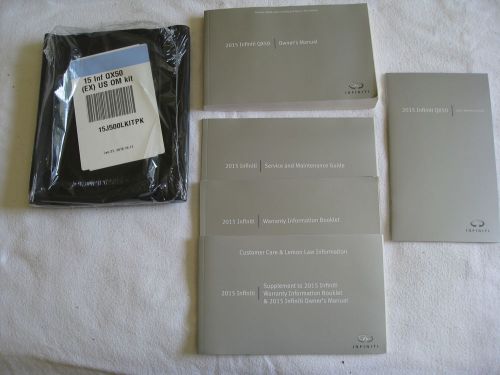 15 Inf QX50
(EX) US OM kit
15J500LKITPK
2015 Infiniti QX50 Owner's Manual
INFINITI
2015 Infiniti Service and Maintenance Guide
2015 Infiniti Warranty Information Booklet
Customer Care & Lemon Law Information
2015 Infiniti Supplement to 2015 Infiniti
Warranty Information Booklet
& 2015 Infiniti Owner's Manual
INFINITI
2015 Infiniti QX50
INFINITI